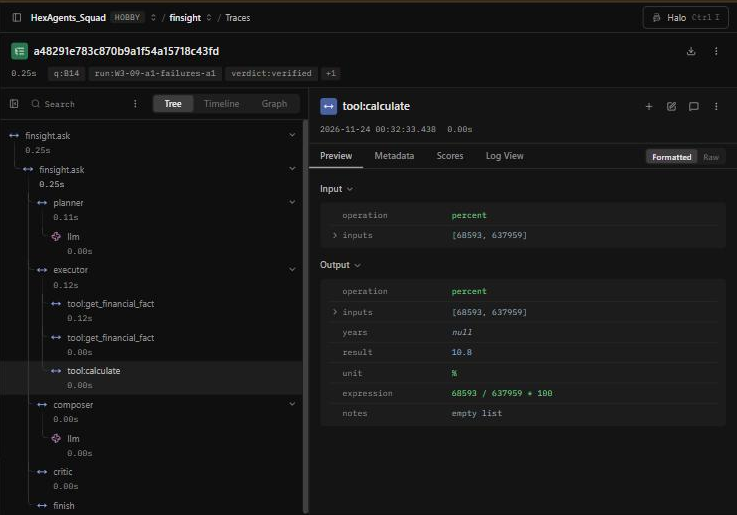 HexAgents_Squad HOBBY / finsight / Traces
Halo Ctrl I
a48291e783c870b9a1f54a15718c43fd
0.25s q:B14 run:W3-09-a1-failures-a1 verdict:verified +1
Search
Tree Timeline Graph
finsight.ask
0.25s
finsight.ask
0.25s
planner
0.11s
llm
0.00s
executor
0.12s
tool:get_financial_fact
0.12s
tool:get_financial_fact
0.00s
tool:calculate
0.00s
composer
0.00s
llm
0.00s
critic
0.00s
finish
tool:calculate
2026-11-24 00:32:33.438 0.00s
Preview Metadata Scores Log View
Formatted Raw
Input
operation percent
inputs [68593, 637959]
Output
operation percent
inputs [68593, 637959]
years null
result 10.8
unit %
expression 68593 / 637959 * 100
notes empty list